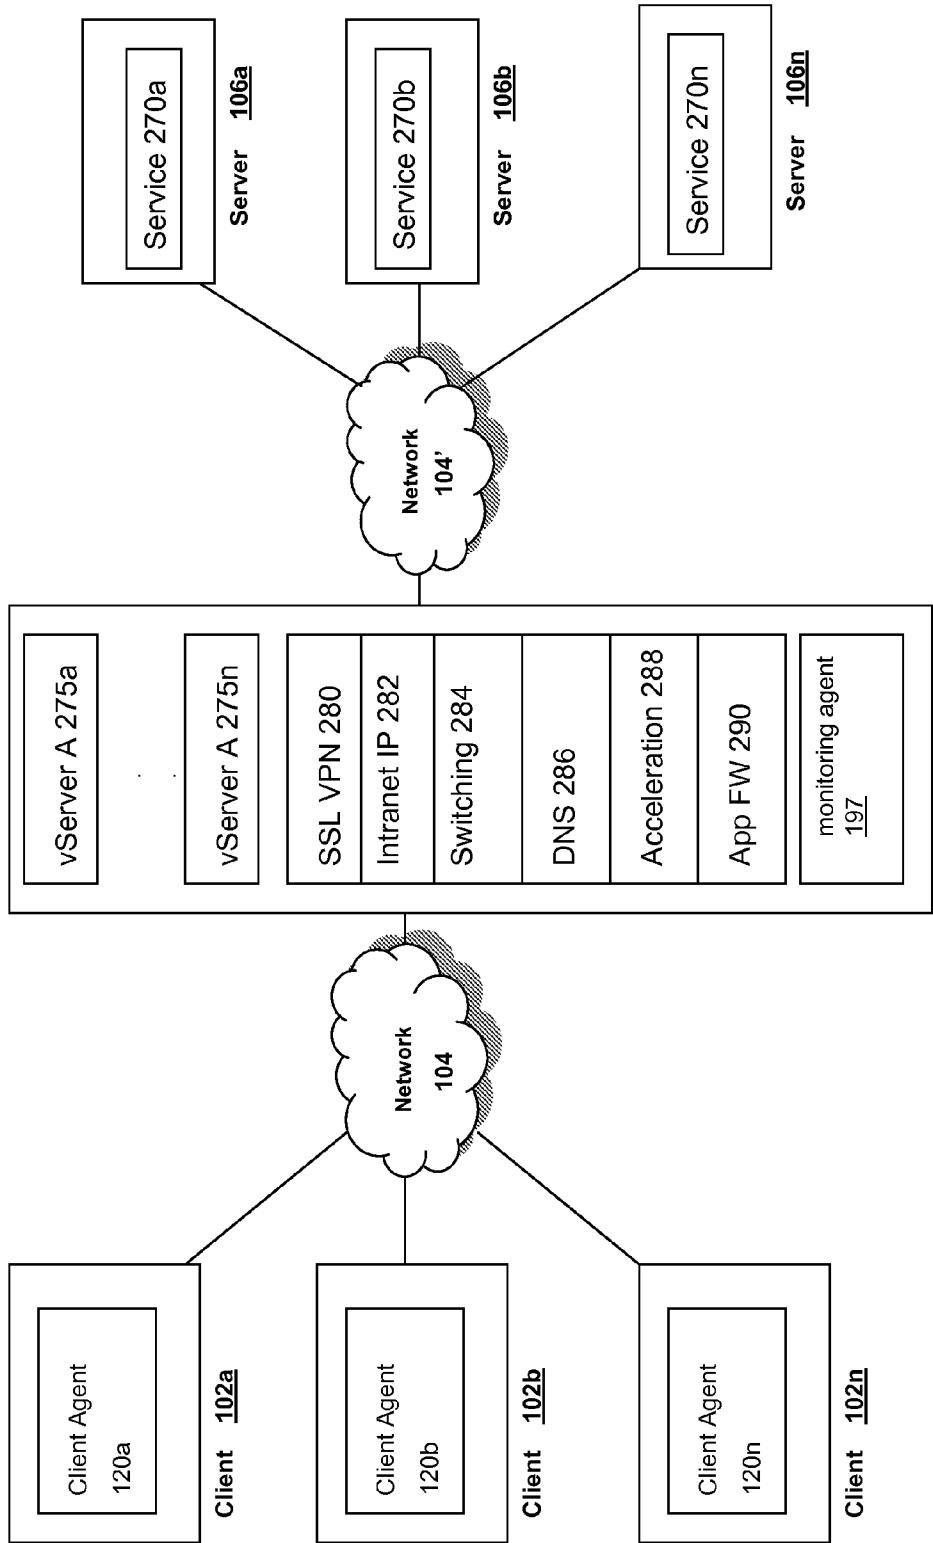 Client Agent
120a
Client 102a
Client Agent
120b
Client 102b
Client Agent
120n
Client 102n
Network
104
vServer A 275a
.
.
vServer A 275n
SSL VPN 280
Intranet IP 282
Switching 284
DNS 286
Acceleration 288
App FW 290
monitoring agent
197
Network
104’
Service 270a
Server 106a
Service 270b
Server 106b
Service 270n
Server 106n